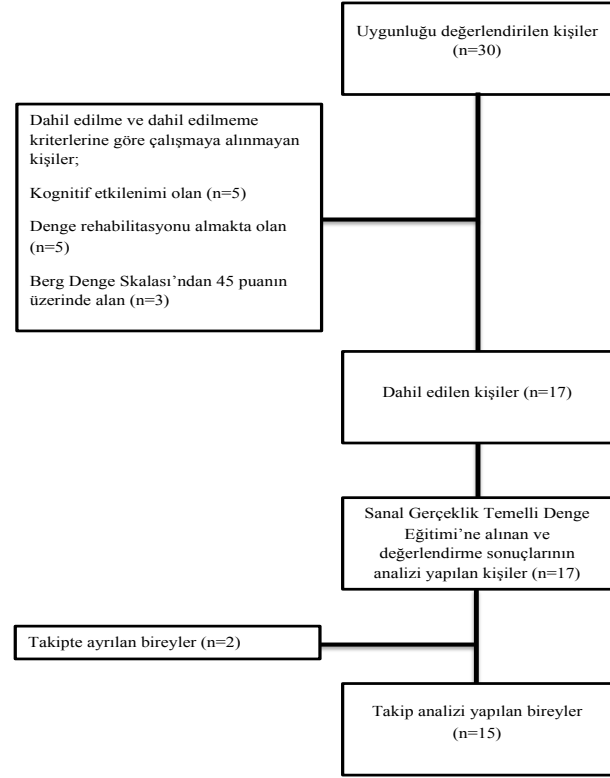 Uygunluğu değerlendirilen kişiler
(n=30)
Dahil edilme ve dahil edilmeme
kriterlerine göre çalışmaya alınmayan
kişiler;
Kognitif etkilenimi olan (n=5)
Denge rehabilitasyonu almakta olan
(n=5)
Berg Denge Skalası’ndan 45 puanın
üzerinde alan (n=3)
Dahil edilen kişiler (n=17)
Sanal Gerçeklik Temelli Denge
Eğitimi’ne alınan ve
değerlendirme sonuçlarının
analizi yapılan kişiler (n=17)
Takipte ayrılan bireyler (n=2)
Takip analizi yapılan bireyler
(n=15)